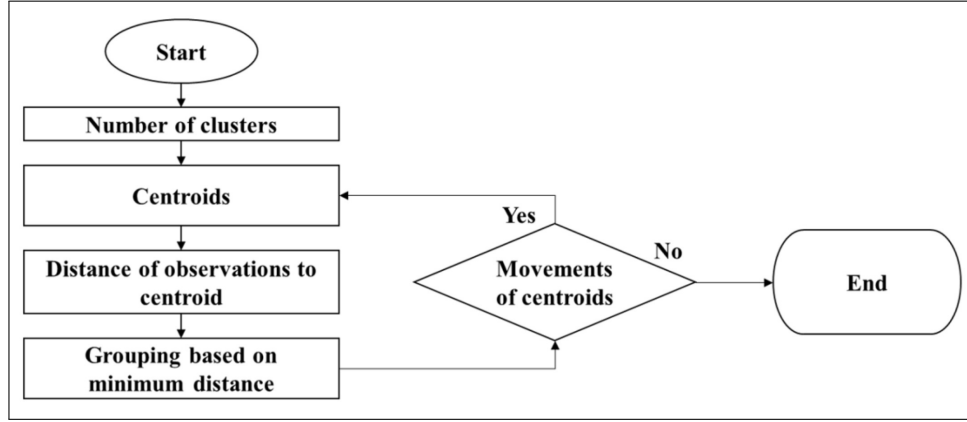 Start
Number of clusters
Centroids
Distance of observations to
centroid
Grouping based on
minimum distance
Yes
Movements
of centroids
No
End